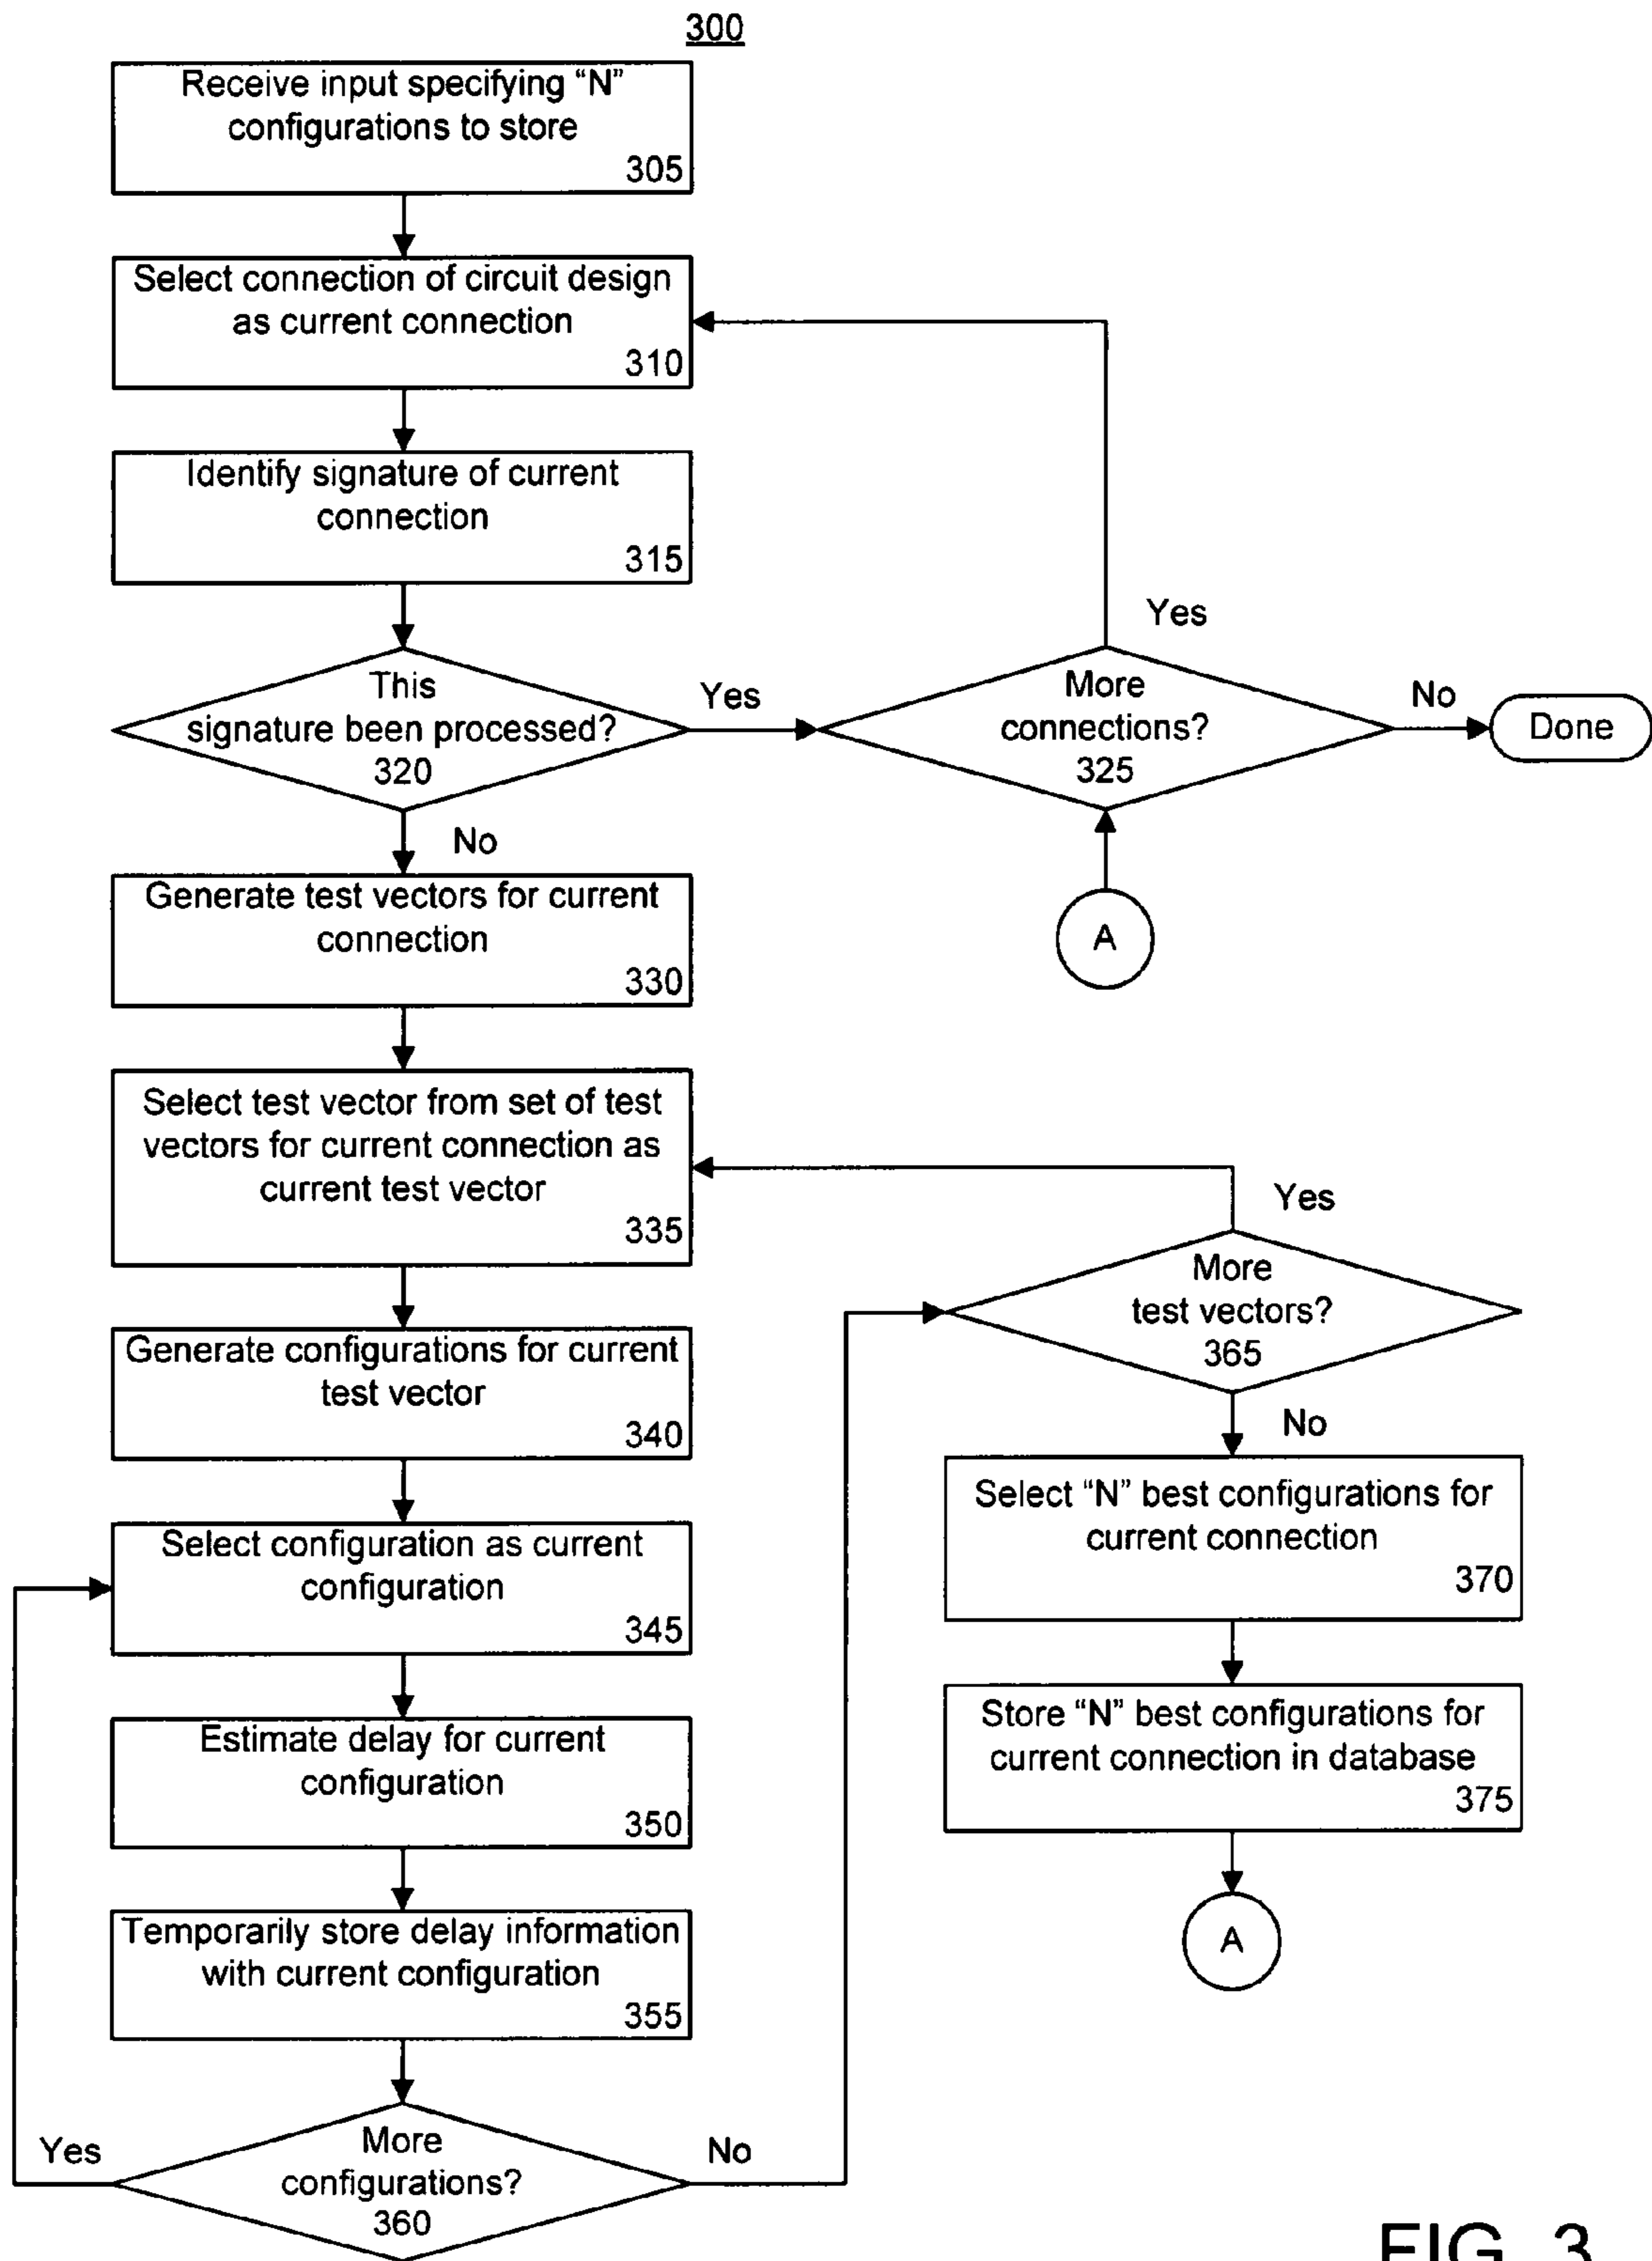 300
Receive input specifying “N”
configurations to store
305
Select connection of circuit design
as current connection
310
Identify signature of current
connection
315
This
signature been processed?
320
Yes
No
More
connections?
325
Yes
No
Done
A
Generate test vectors for current
connection
330
Select test vector from set of test
vectors for current connection as
current test vector
335
Generate configurations for current
test vector
340
Select configuration as current
configuration
345
Estimate delay for current
configuration
350
Temporarily store delay information
with current configuration
355
More
configurations?
360
Yes
No
More
test vectors?
365
Yes
No
Select “N” best configurations for
current connection
370
Store “N” best configurations for
current connection in database
375
A
FIG. 3